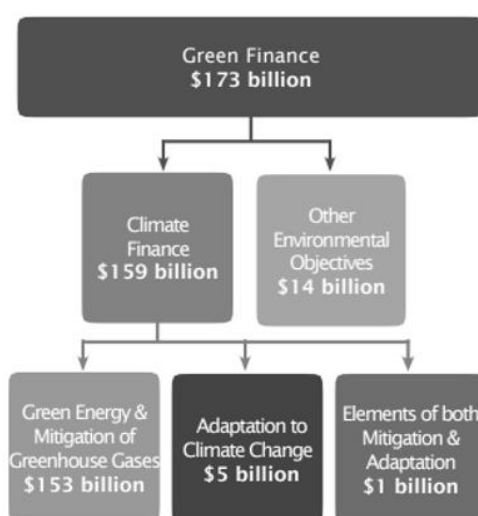 Green Finance
$173 billion
Climate
Finance
$159 billion
Other
Environmental
Objectives
$14 billion
Green Energy &
Mitigation of
Greenhouse Gases
$153 billion
Adaptation to
Climate Change
$5 billion
Elements of both
Mitigation &
Adaptation
$1 billion